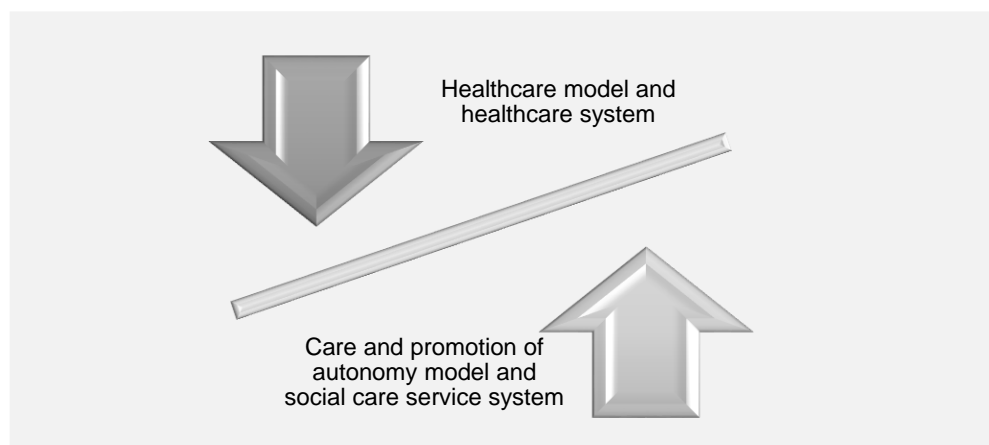 Healthcare model and
healthcare system
Care and promotion of
autonomy model and
social care service system